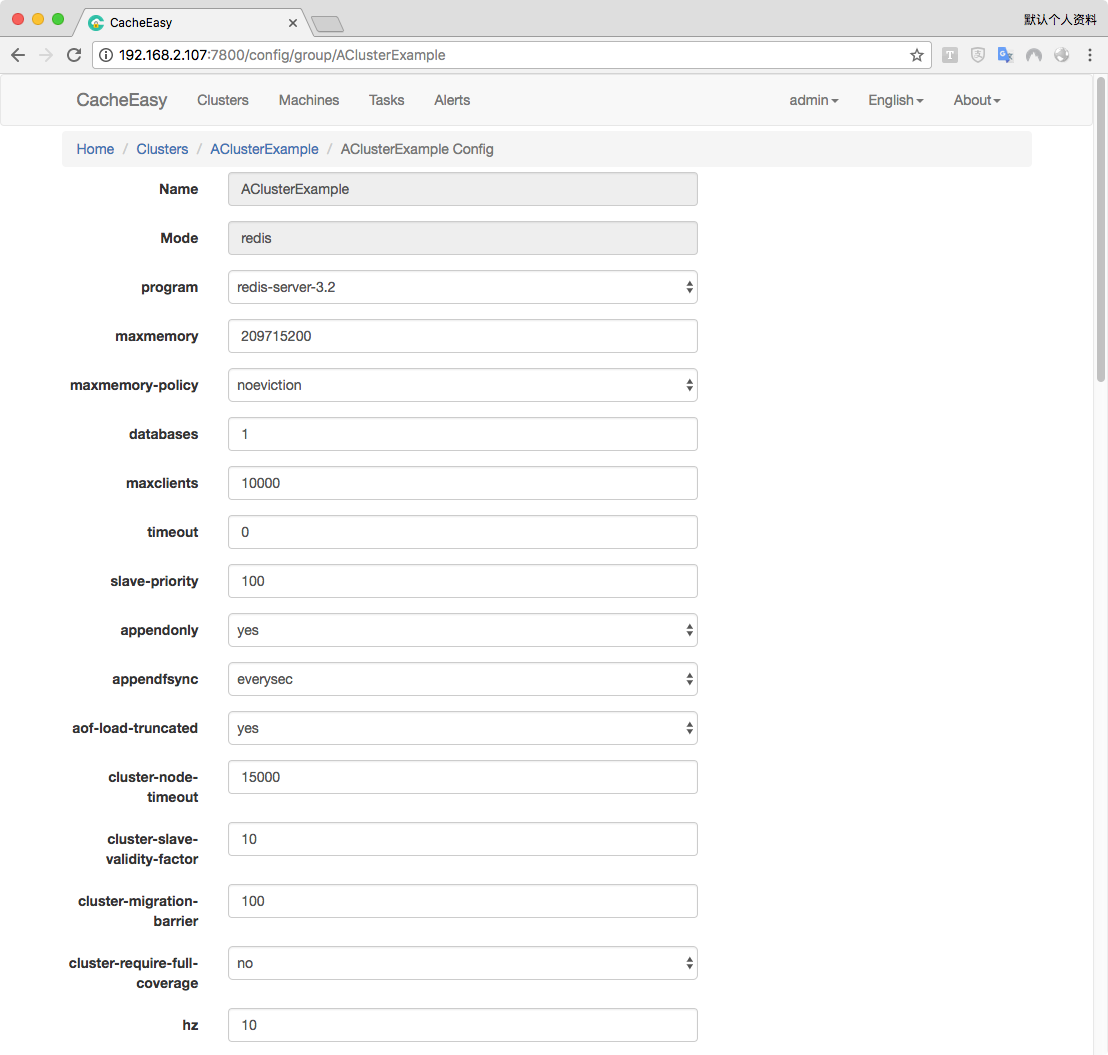 CacheEasy
默认个人资料
192.168.2.107:7800/config/group/AClusterExample
CacheEasy Clusters Machines Tasks Alerts admin English About
Home / Clusters / AClusterExample / AClusterExample Config
Name AClusterExample
Mode redis
program redis-server-3.2
maxmemory 209715200
maxmemory-policy noeviction
databases 1
maxclients 10000
timeout 0
slave-priority 100
appendonly yes
appendfsync everysec
aof-load-truncated yes
cluster-node- 15000
timeout
cluster-slave- 10
validity-factor
cluster-migration- 100
barrier
cluster-require-full- no
coverage
hz 10